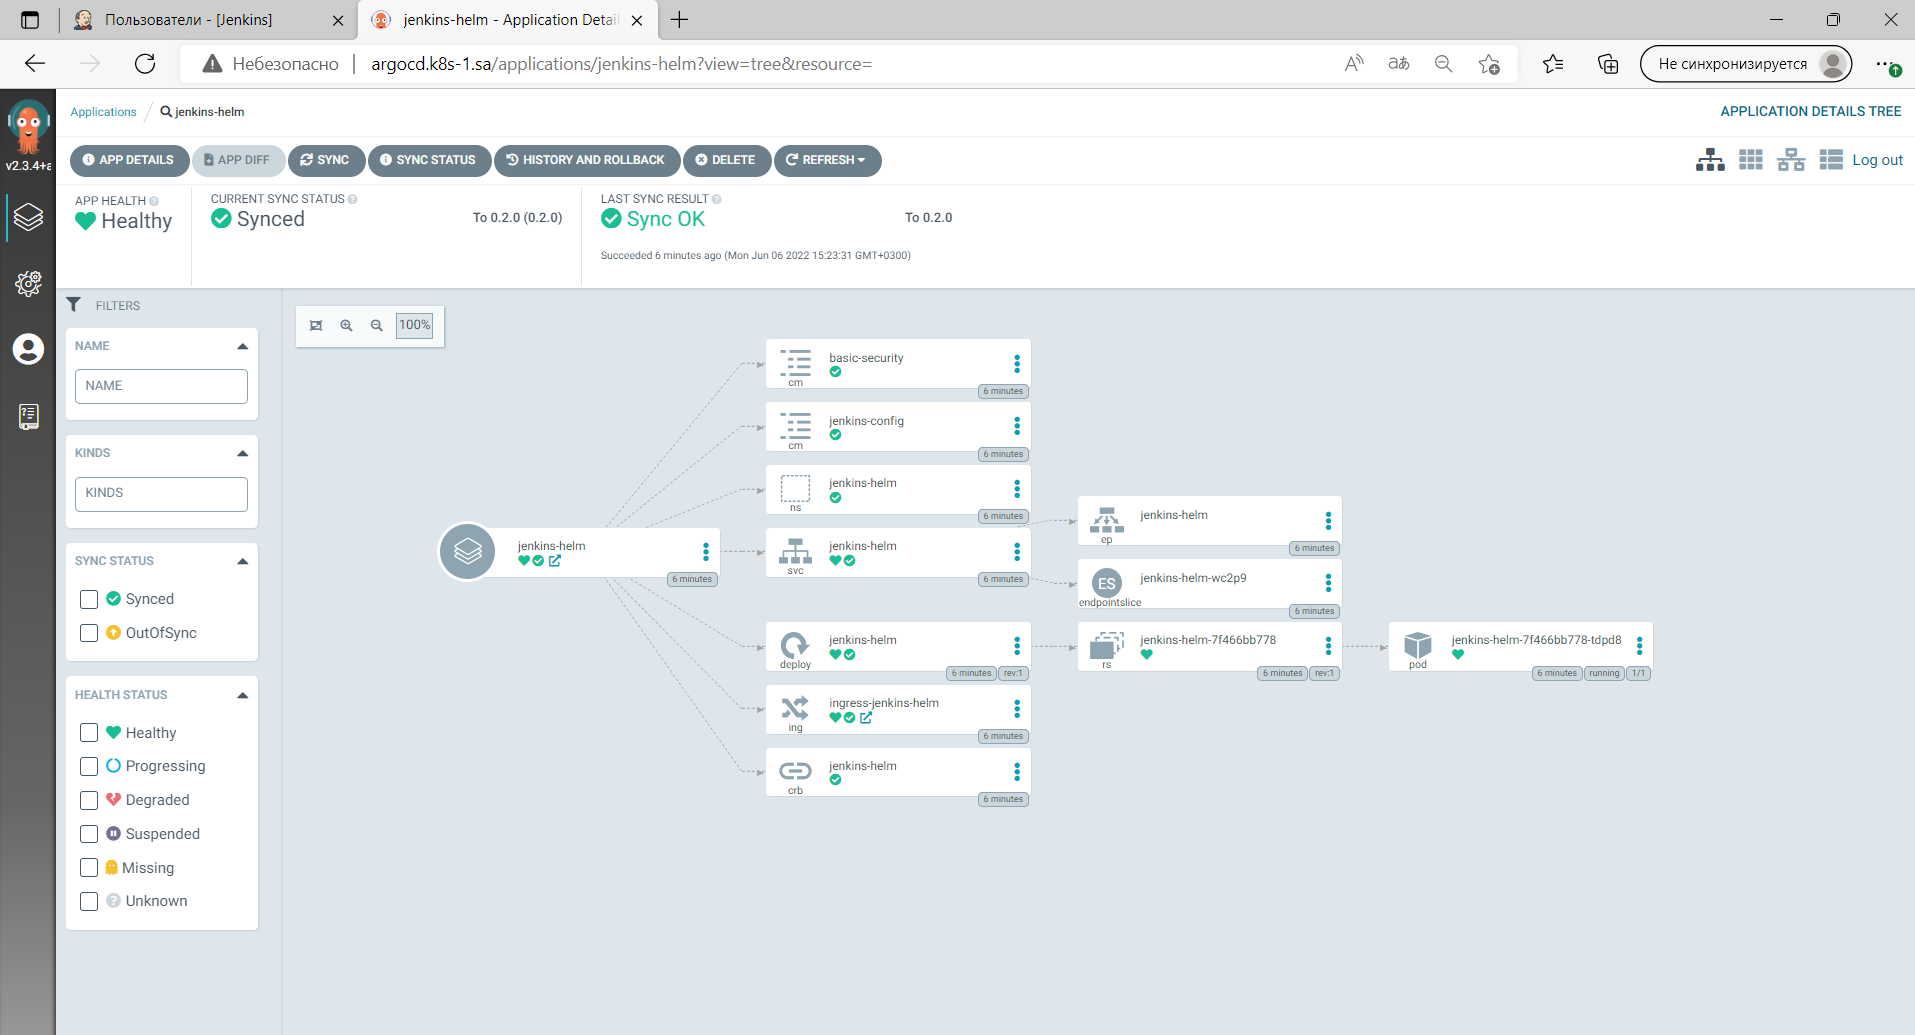 Пользователи - [Jenkins]
jenkins-helm - Application Detai
Небезопасно
argocd.k8s-1.sa/applications/jenkins-helm?view=tree&resource=
Не синхронизируется
v2.3.4+a
Applications / jenkins-helm
APPLICATION DETAILS TREE
APP DETAILS
APP DIFF
SYNC
SYNC STATUS
HISTORY AND ROLLBACK
DELETE
REFRESH
Log out
APP HEALTH
Healthy
CURRENT SYNC STATUS
Synced
To 0.2.0 (0.2.0)
LAST SYNC RESULT
Sync OK
To 0.2.0
Succeeded 6 minutes ago (Mon Jun 06 2022 15:23:31 GMT+0300)
FILTERS
NAME
NAME
KINDS
KINDS
SYNC STATUS
Synced
OutOfSync
HEALTH STATUS
Healthy
Progressing
Degraded
Suspended
Missing
Unknown
100%
jenkins-helm
6 minutes
basic-security
cm
6 minutes
jenkins-config
cm
6 minutes
jenkins-helm
ns
6 minutes
jenkins-helm
svc
6 minutes
jenkins-helm
ep
6 minutes
ES
jenkins-helm-wc2p9
endpointslice
6 minutes
jenkins-helm
deploy
6 minutes rev:1
jenkins-helm-7f466bb778
rs
6 minutes rev:1
jenkins-helm-7f466bb778-tdpd8
pod
6 minutes running 1/1
ingress-jenkins-helm
ing
6 minutes
jenkins-helm
crb
6 minutes